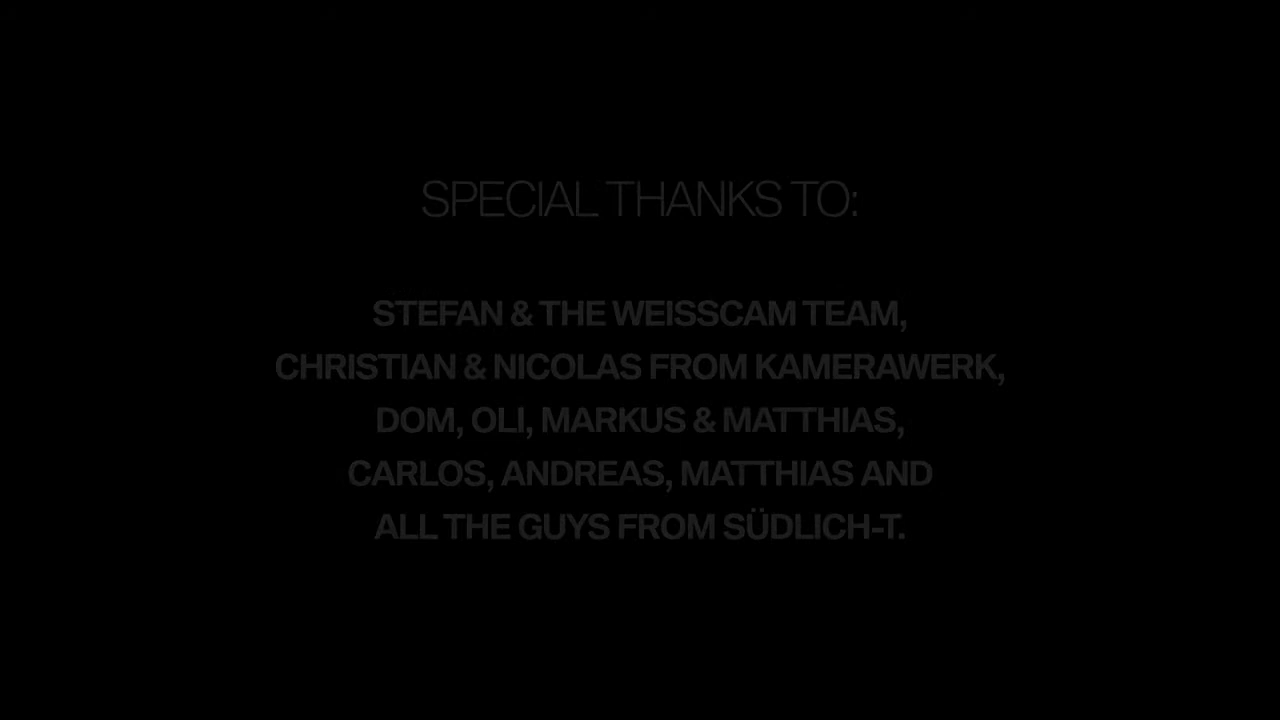 SPECIAL THANKS TO:
STEFAN & THE WEISSCAM TEAM,
CHRISTIAN & NICOLAS FROM KAMERAWERK,
DOM, OLI, MARKUS & MATTHIAS,
CARLOS, ANDREAS, MATTHIAS AND
ALL THE GUYS FROM SÜDLICH-T.